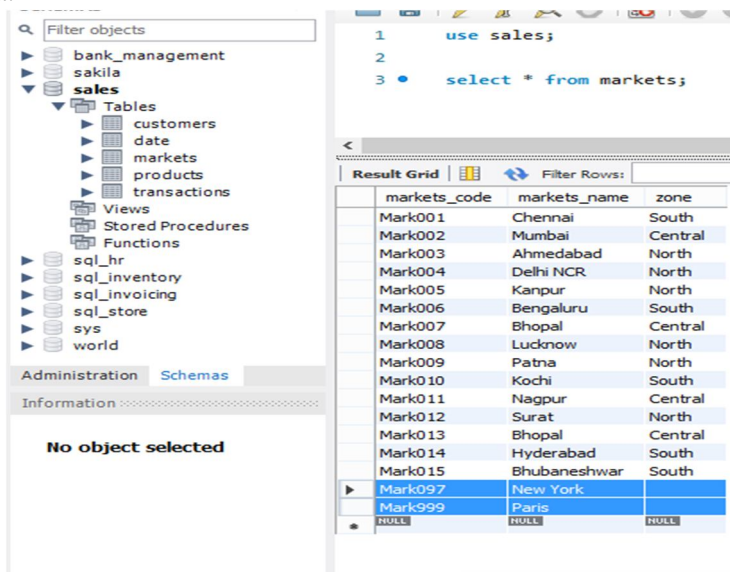 Filter objects
bank_management
sakila
sales
Tables
customers
date
markets
products
transactions
Views
Stored Procedures
Functions
sql_hr
sql_inventory
sql_invoicing
sql_store
sys
world
Administration Schemas
Information
No object selected
1 use sales;
2
3 select * from markets;
Result Grid Filter Rows:
markets_code markets_name zone
Mark001 Chennai South
Mark002 Mumbai Central
Mark003 Ahmedabad North
Mark004 Delhi NCR North
Mark005 Kanpur North
Mark006 Bengaluru South
Mark007 Bhopal Central
Mark008 Lucknow North
Mark009 Patna North
Mark010 Kochi South
Mark011 Nagpur Central
Mark012 Surat North
Mark013 Bhopal Central
Mark014 Hyderabad South
Mark015 Bhubaneshwar South
Mark097 New York
Mark999 Paris
NULL NULL NULL